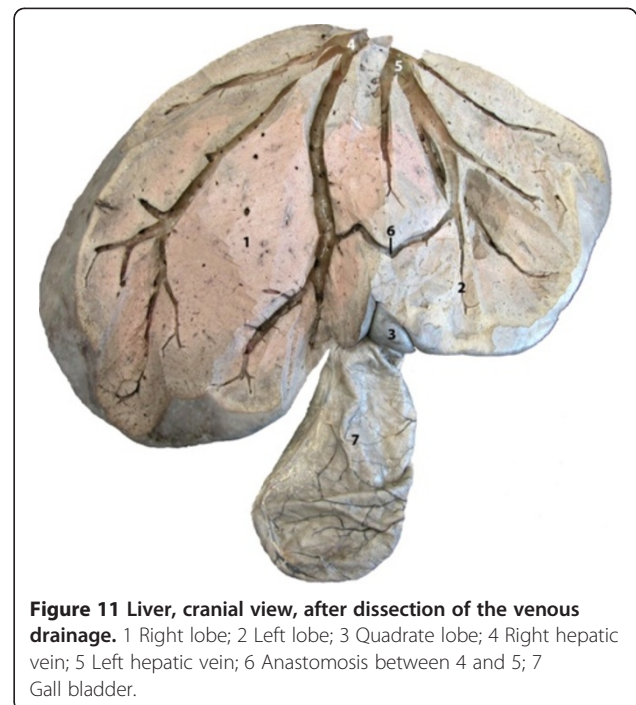 4
5
6
1
2
3
7
Figure 11 Liver, cranial view, after dissection of the venous
drainage. 1 Right lobe; 2 Left lobe; 3 Quadrate lobe; 4 Right hepatic
vein; 5 Left hepatic vein; 6 Anastomosis between 4 and 5; 7
Gall bladder.